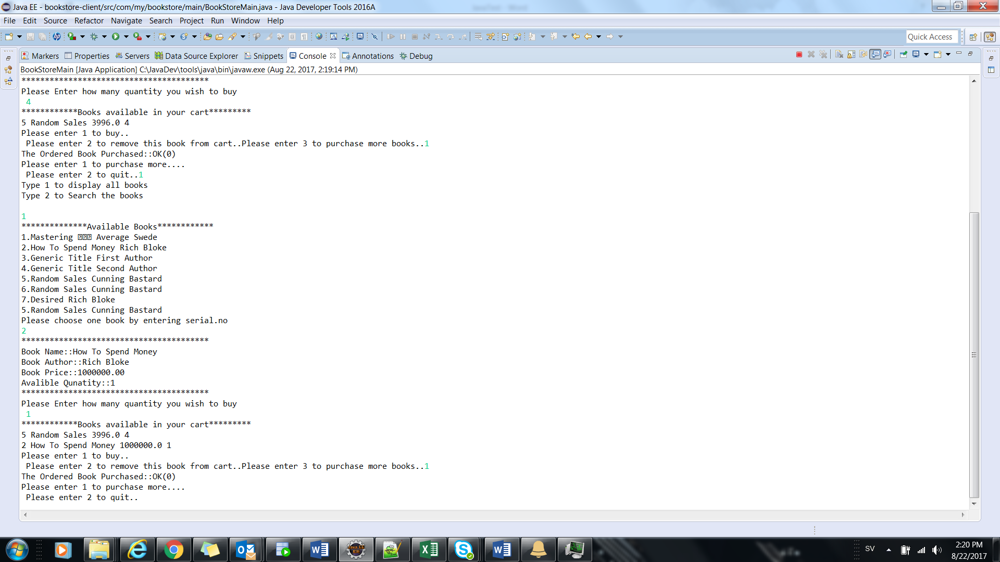 Java EE - bookstore-client/src/com/my/bookstore/main/BookStoreMain.java - Java Developer Tools 2016A
File Edit Source Refactor Navigate Search Project Run Window Help
Quick Access
Markers Properties Servers Data Source Explorer Snippets Console Annotations Debug
BookStoreMain [Java Application] C:\JavaDev\tools\java\bin\javaw.exe (Aug 22, 2017, 2:19:14 PM)
****************************************
Please Enter how many quantity you wish to buy
4
************Books available in your cart*********
5 Random Sales 3996.0 4
Please enter 1 to buy..
Please enter 2 to remove this book from cart..Please enter 3 to purchase more books..1
The Ordered Book Purchased::OK(0)
Please enter 1 to purchase more....
Please enter 2 to quit..1
Type 1 to display all books
Type 2 to Search the books
1
**************Available Books************
1.Mastering Average Swede
2.How To Spend Money Rich Bloke
3.Generic Title First Author
4.Generic Title Second Author
5.Random Sales Cunning Bastard
6.Random Sales Cunning Bastard
7.Desired Rich Bloke
5.Random Sales Cunning Bastard
Please choose one book by entering serial.no
2
****************************************
Book Name::How To Spend Money
Book Author::Rich Bloke
Book Price::1000000.00
Avalible Qunatity::1
****************************************
Please Enter how many quantity you wish to buy
1
************Books available in your cart*********
5 Random Sales 3996.0 4
2 How To Spend Money 1000000.0 1
Please enter 1 to buy..
Please enter 2 to remove this book from cart..Please enter 3 to purchase more books..1
The Ordered Book Purchased::OK(0)
Please enter 1 to purchase more....
Please enter 2 to quit..
SV
2:20 PM
8/22/2017